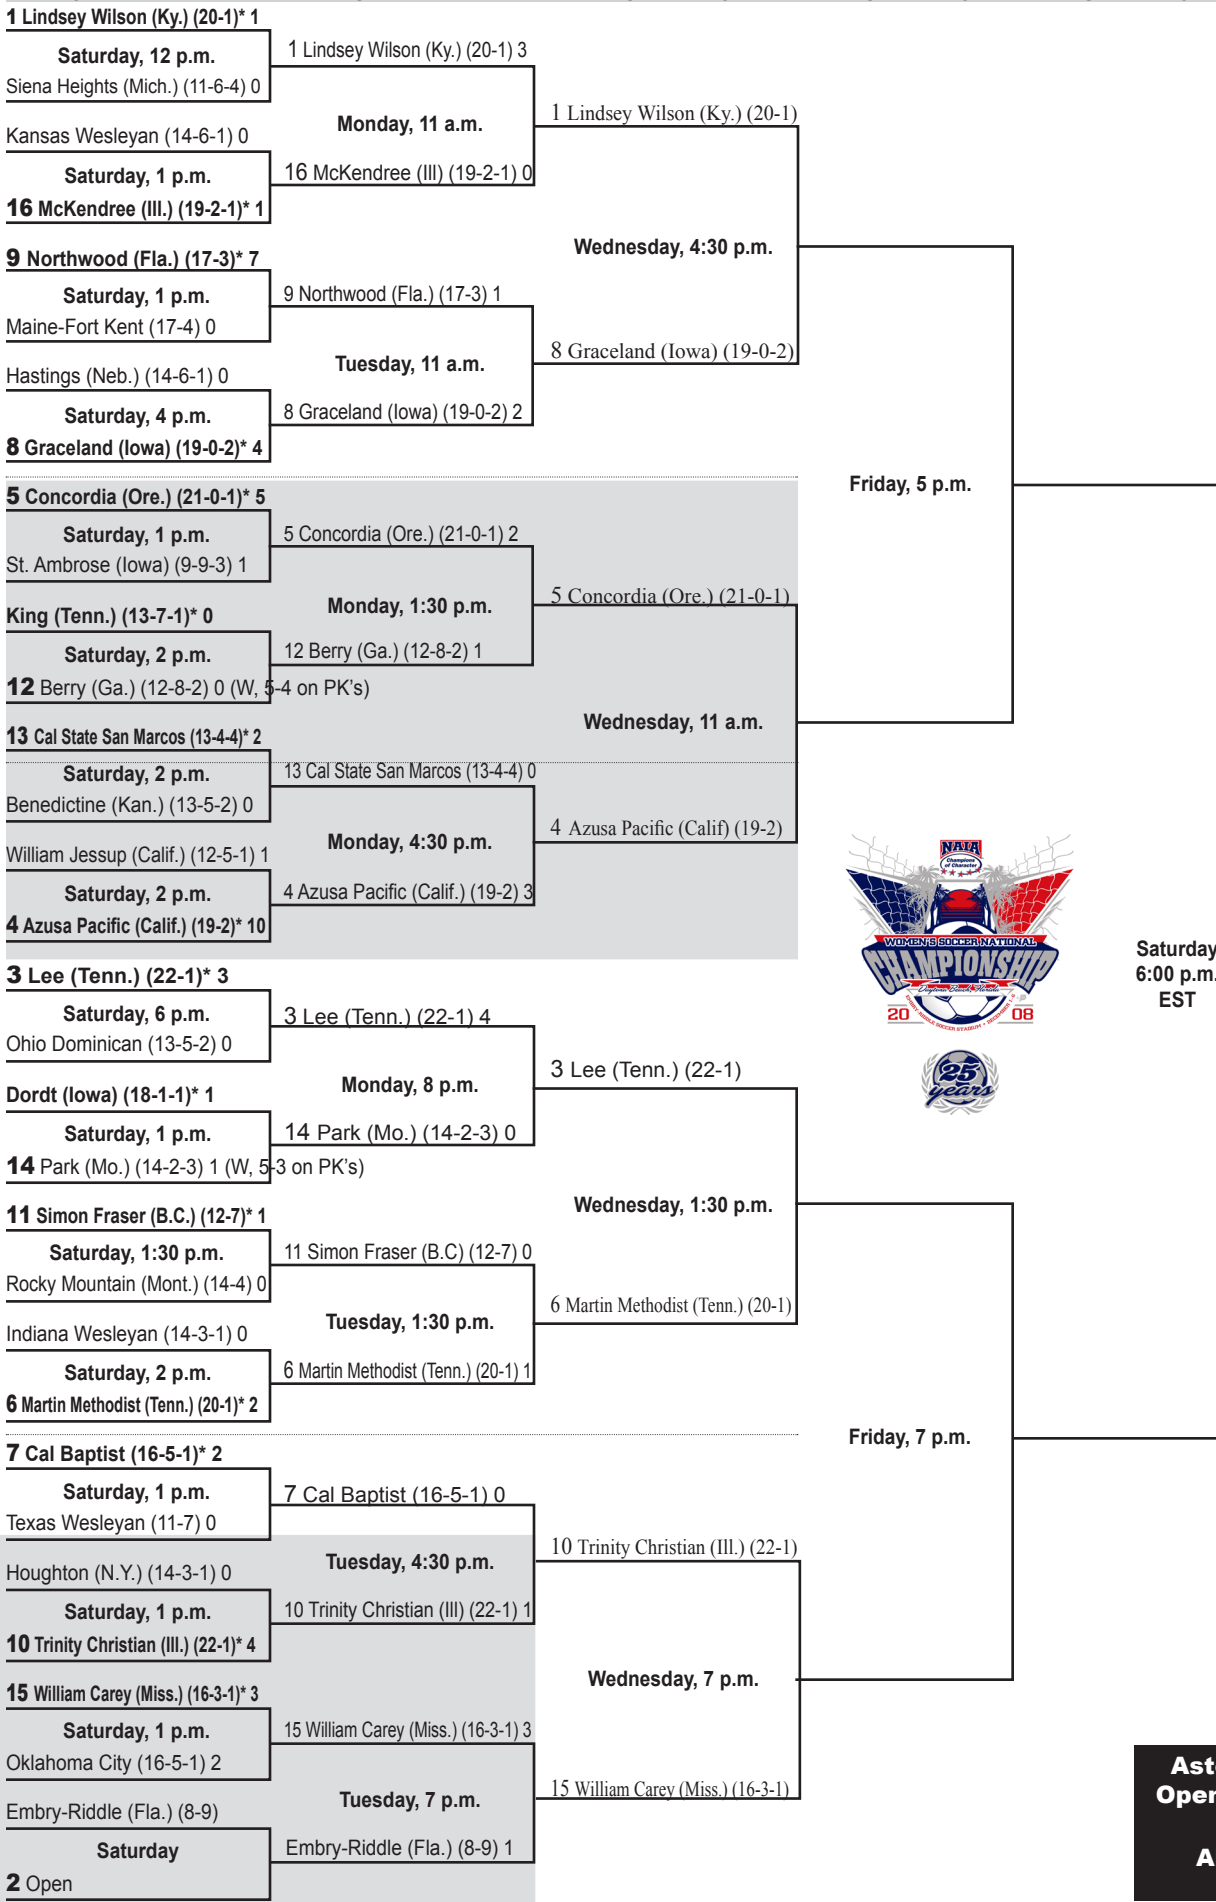 1 Lindsey Wilson (Ky.) (20-1)* 1
Saturday, 12 p.m.
Siena Heights (Mich.) (11-6-4) 0
Kansas Wesleyan (14-6-1) 0
Saturday, 1 p.m.
16 McKendree (Ill.) (19-2-1)* 1
9 Northwood (Fla.) (17-3)* 7
Saturday, 1 p.m.
Maine-Fort Kent (17-4) 0
Hastings (Neb.) (14-6-1) 0
Saturday, 4 p.m.
8 Graceland (Iowa) (19-0-2)* 4
5 Concordia (Ore.) (21-0-1)* 5
Saturday, 1 p.m.
St. Ambrose (Iowa) (9-9-3) 1
King (Tenn.) (13-7-1)* 0
Saturday, 2 p.m.
12 Berry (Ga.) (12-8-2) 0 (W, 5-4 on PK's)
13 Cal State San Marcos (13-4-4)* 2
Saturday, 2 p.m.
Benedictine (Kan.) (13-5-2) 0
William Jessup (Calif.) (12-5-1) 1
Saturday, 2 p.m.
4 Azusa Pacific (Calif.) (19-2)* 10
3 Lee (Tenn.) (22-1)* 3
Saturday, 6 p.m.
Ohio Dominican (13-5-2) 0
Dordt (Iowa) (18-1-1)* 1
Saturday, 1 p.m.
14 Park (Mo.) (14-2-3) 1 (W, 5-3 on PK's)
11 Simon Fraser (B.C.) (12-7)* 1
Saturday, 1:30 p.m.
Rocky Mountain (Mont.) (14-4) 0
Indiana Wesleyan (14-3-1) 0
Saturday, 2 p.m.
6 Martin Methodist (Tenn.) (20-1)* 2
7 Cal Baptist (16-5-1)* 2
Saturday, 1 p.m.
Texas Wesleyan (11-7) 0
Houghton (N.Y.) (14-3-1) 0
Saturday, 1 p.m.
10 Trinity Christian (Ill.) (22-1)* 4
15 William Carey (Miss.) (16-3-1)* 3
Saturday, 1 p.m.
Oklahoma City (16-5-1) 2
Embry-Riddle (Fla.) (8-9)
Saturday
2 Open
1 Lindsey Wilson (Ky.) (20-1) 3
Monday, 11 a.m.
16 McKendree (Ill) (19-2-1) 0
9 Northwood (Fla.) (17-3) 1
Tuesday, 11 a.m.
8 Graceland (Iowa) (19-0-2) 2
5 Concordia (Ore.) (21-0-1) 2
Monday, 1:30 p.m.
12 Berry (Ga.) (12-8-2) 1
13 Cal State San Marcos (13-4-4) 0
Monday, 4:30 p.m.
4 Azusa Pacific (Calif.) (19-2) 3
3 Lee (Tenn.) (22-1) 4
Monday, 8 p.m.
14 Park (Mo.) (14-2-3) 0
11 Simon Fraser (B.C) (12-7) 0
Tuesday, 1:30 p.m.
6 Martin Methodist (Tenn.) (20-1) 1
7 Cal Baptist (16-5-1) 0
Tuesday, 4:30 p.m.
10 Trinity Christian (Ill) (22-1) 1
15 William Carey (Miss.) (16-3-1) 3
Tuesday, 7 p.m.
Embry-Riddle (Fla.) (8-9) 1
1 Lindsey Wilson (Ky.) (20-1)
Wednesday, 4:30 p.m.
8 Graceland (Iowa) (19-0-2)
5 Concordia (Ore.) (21-0-1)
Wednesday, 11 a.m.
4 Azusa Pacific (Calif) (19-2)
3 Lee (Tenn.) (22-1)
Wednesday, 1:30 p.m.
6 Martin Methodist (Tenn.) (20-1)
10 Trinity Christian (Ill.) (22-1)
Wednesday, 7 p.m.
15 William Carey (Miss.) (16-3-1)
Friday, 5 p.m.
Friday, 7 p.m.
NAIA
Champions
of Character
WOMEN'S SOCCER NATIONAL
CHAMPIONSHIP
Daytona Beach, Florida
20 08
EMBRY-RIDDLE SOCCER STADIUM • DECEMBER
25
years
Saturday
6:00 p.m.
EST
Ast
Oper
A